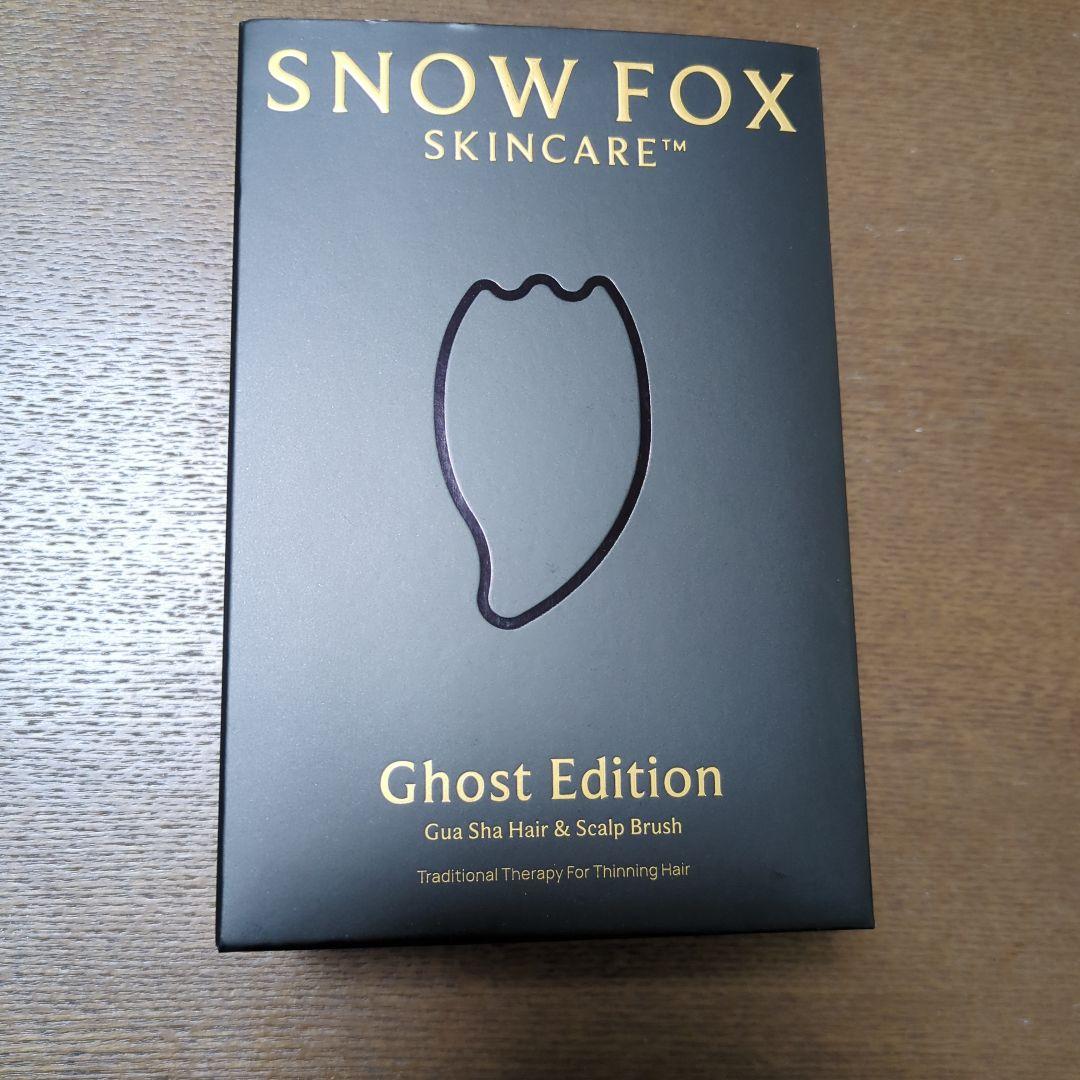 SNOW FOX
SKINCARE™
Ghost Edition
Gua Sha Hair & Scalp Brush
Traditional Therapy For Thinning Hair